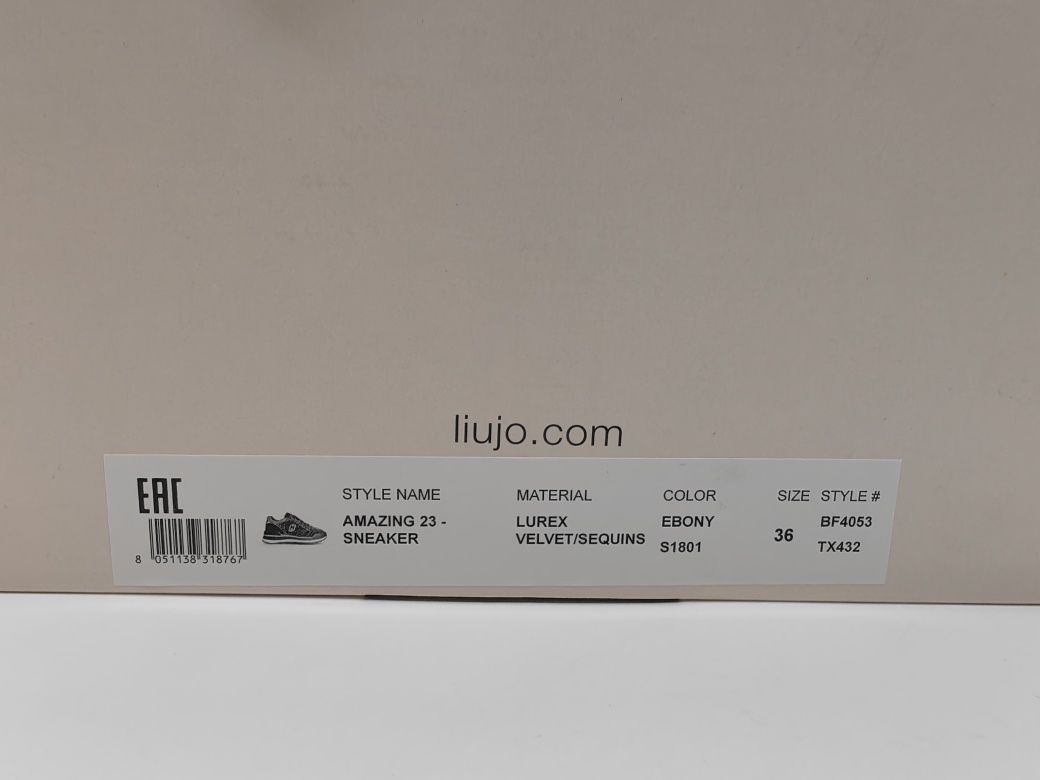 liujo.com
EAC
8 051138 318767
STYLE NAME
AMAZING 23 -
SNEAKER
MATERIAL
LUREX
VELVET/SEQUINS
COLOR
EBONY
S1801
SIZE
36
STYLE #
BF4053
TX432